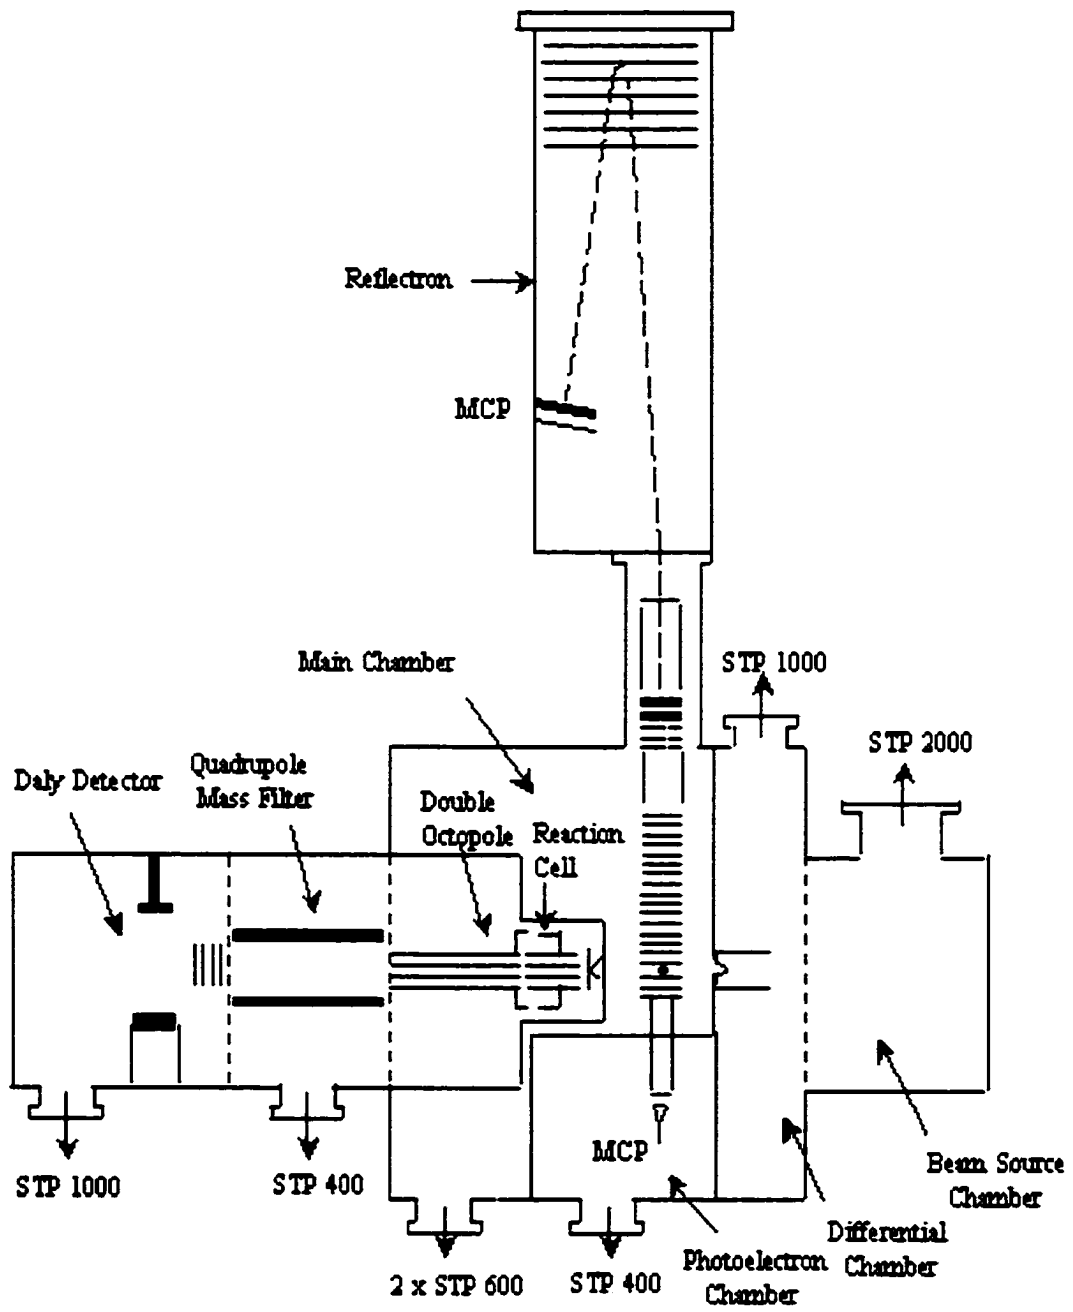 Reflectron
MCP
Main Chamber
STP 1000
STP 2000
Daly Detector
Quadrupole
Mass Filter
Double
Octopole
Reaction
Cell
MCP
STP 1000
STP 400
2 x STP 600
STP 400
Photoelectron
Chamber
Differential
Chamber
Beam Source
Chamber